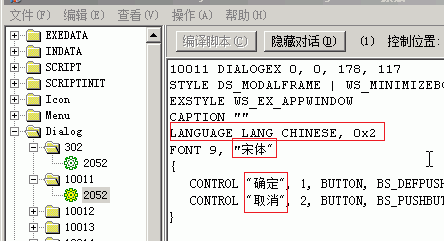 文件(F) 编辑(E) 查看(V) 操作(A) 帮助(H)
EXEDATA
INDATA
SCRIPT
SCRIPTINIT
Icon
Menu
Dialog
302
2052
10011
2052
10012
10013
编译脚本(C) 隐藏对话(Z) (1) 控制位置:
10011 DIALOGEX 0, 0, 178, 117
STYLE DS_MODALFRAME | WS_MINIMIZEBO
EXSTYLE WS_EX_APPWINDOW
CAPTION ""
LANGUAGE LANG_CHINESE, 0x2
FONT 9, "宋体"
{
CONTROL "确定", 1, BUTTON, BS_DEFPUSH
CONTROL "取消", 2, BUTTON, BS_PUSHBUT
}